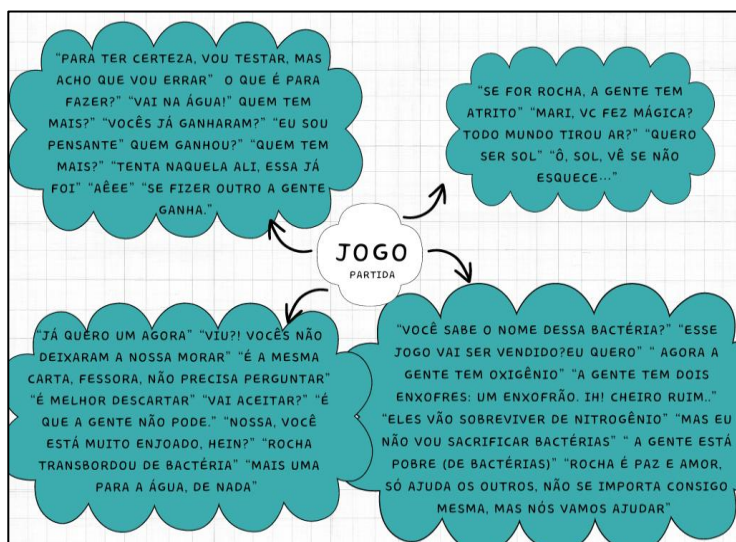 "PARA TER CERTEZA, VOU TESTAR, MAS
ACHO QUE VOU ERRAR" O QUE É PARA
FAZER?" "VAI NA ÁGUA!" QUEM TEM
MAIS?" "VOCÊS JÁ GANHARAM?" "EU SOU
PENSANTE" QUEM GANHOU?" "QUEM TEM
MAIS?" "TENTA NAQUELA ALI, ESSA JÁ
FOI" "AÊEE" "SE FIZER OUTRO A GENTE
GANHA."
"SE FOR ROCHA, A GENTE TEM
ATRITO" "MARI, VC FEZ MÁGICA?
TODO MUNDO TIROU AR?" "QUERO
SER SOL" "Ô, SOL, VÊ SE NÃO
ESQUECE..."
JOGO
PARTIDA
"JÁ QUERO UM AGORA" "VIU?! VOCÊS NÃO
DEIXARAM A NOSSA MORAR" "É A MESMA
CARTA, FESSORA, NÃO PRECISA PERGUNTAR"
"É MELHOR DESCARTAR" "VAI ACEITAR?" "É
QUE A GENTE NÃO PODE." "NOSSA, VOCÊ
ESTÁ MUITO ENJOADO, HEIN?" "ROCHA
TRANSBORDOU DE BACTÉRIA" "MAIS UMA
PARA A ÁGUA, DE NADA"
"VOCÊ SABE O NOME DESSA BACTÉRIA?" "ESSE
JOGO VAI SER VENDIDO?EU QUERO" " AGORA A
GENTE TEM OXIGÊNIO" "A GENTE TEM DOIS
ENXOFRES: UM ENXOFRÃO. IH! CHEIRO RUIM.."
"ELES VÃO SOBREVIVER DE NITROGÊNIO" "MAS EU
NÃO VOU SACRIFICAR BACTÉRIAS" " A GENTE ESTÁ
POBRE (DE BACTÉRIAS)" "ROCHA É PAZ E AMOR,
SÓ AJUDA OS OUTROS, NÃO SE IMPORTA CONSIGO
MESMA, MAS NÓS VAMOS AJUDAR"